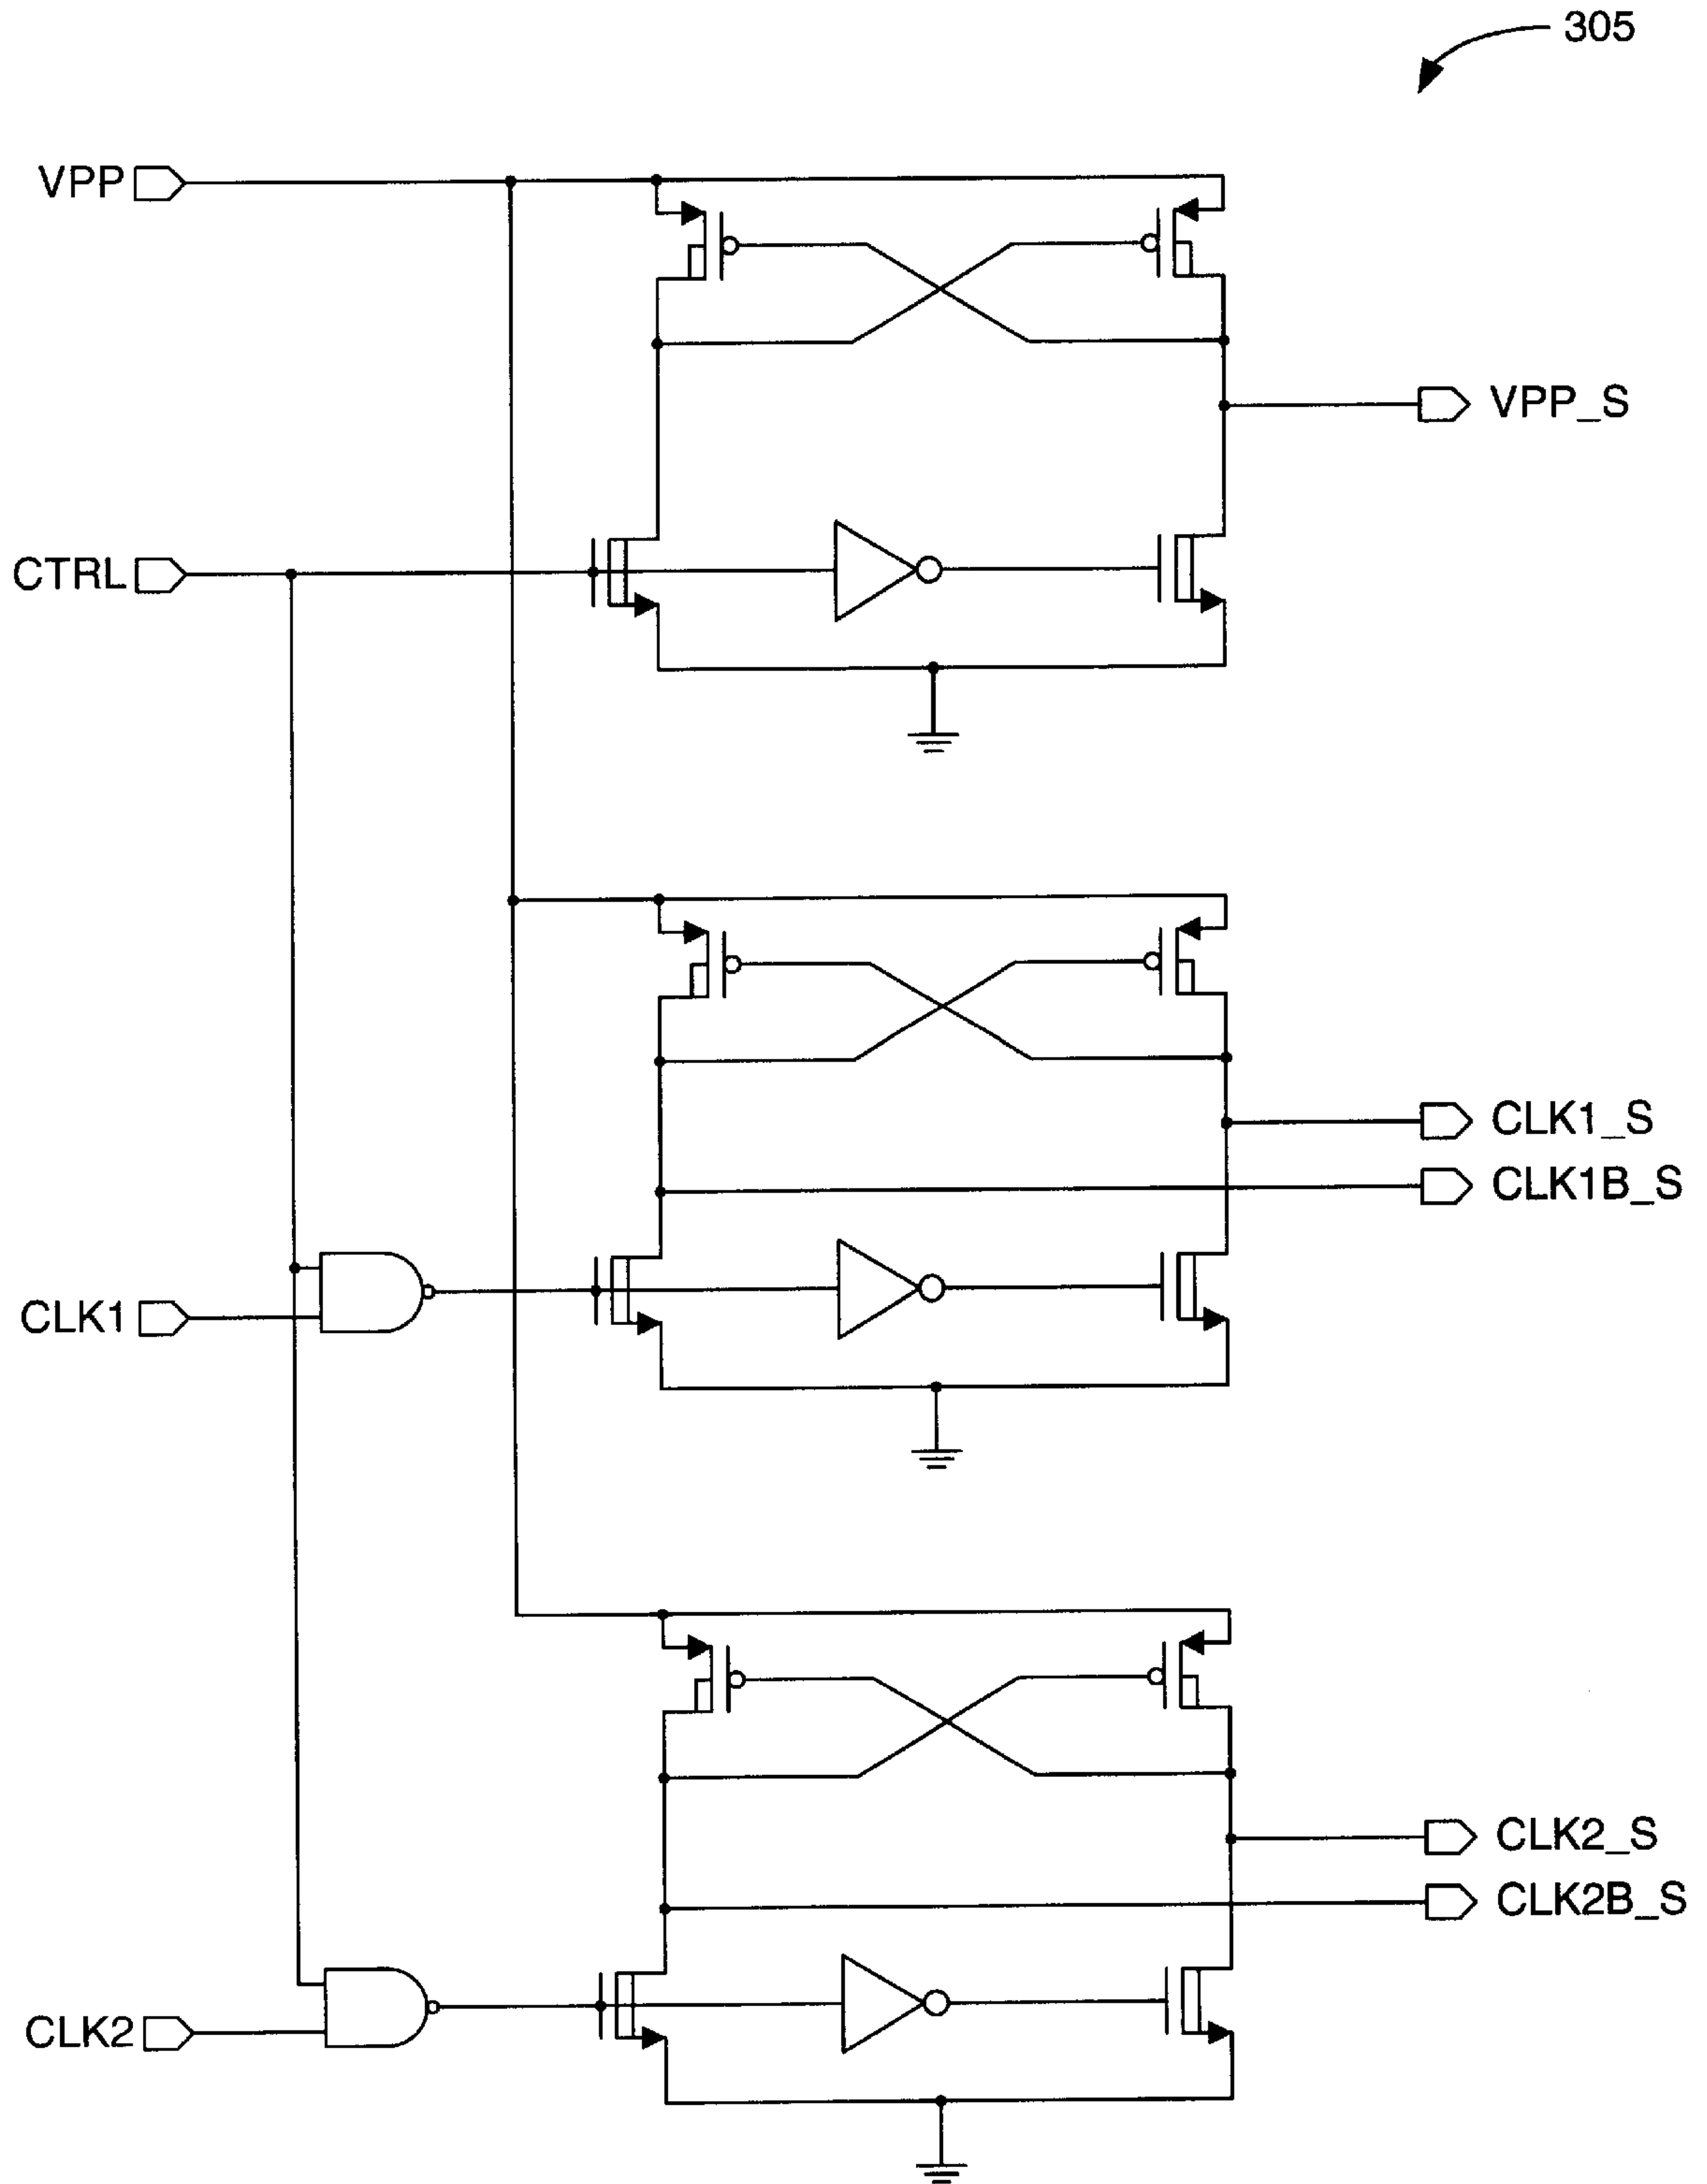 305
VPP
VPP_S
CTRL
CLK1_S
CLK1B_S
CLK1
CLK2_S
CLK2B_S
CLK2